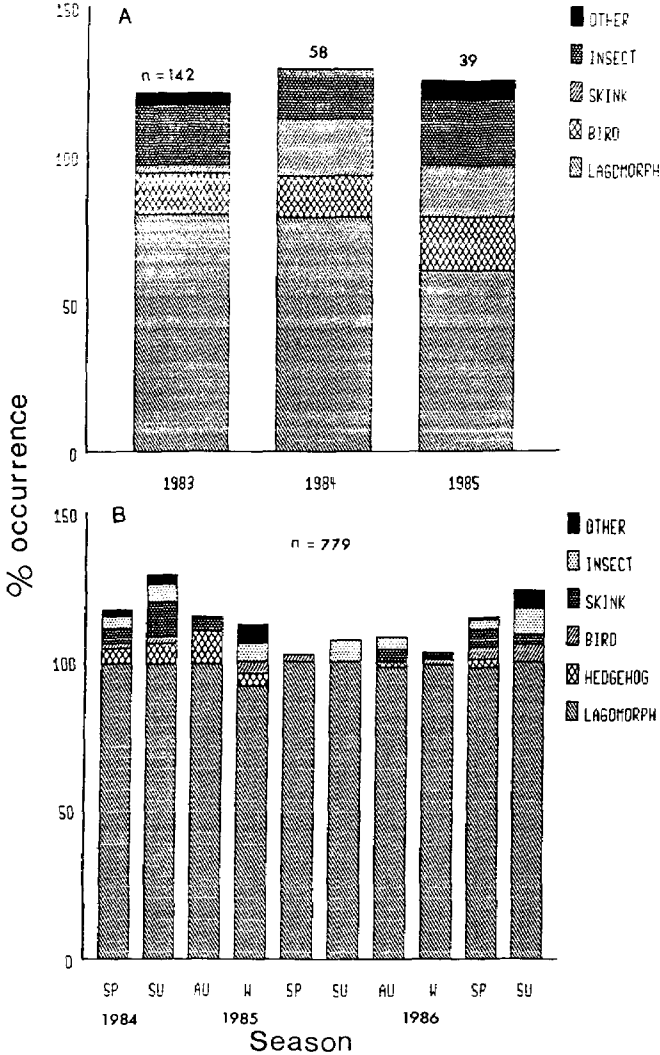 150
A
n = 142
58
39
100
50
0
1983
1984
1985
OTHER
INSECT
SKINK
BIRD
LAGOMORPH
% occurrence
150
B
n = 779
100
50
0
SP SU AU W SP SU AU W SP SU
1984 1985 1986
Season
OTHER
INSECT
SKINK
BIRD
HEDGEHOG
LAGOMORPH